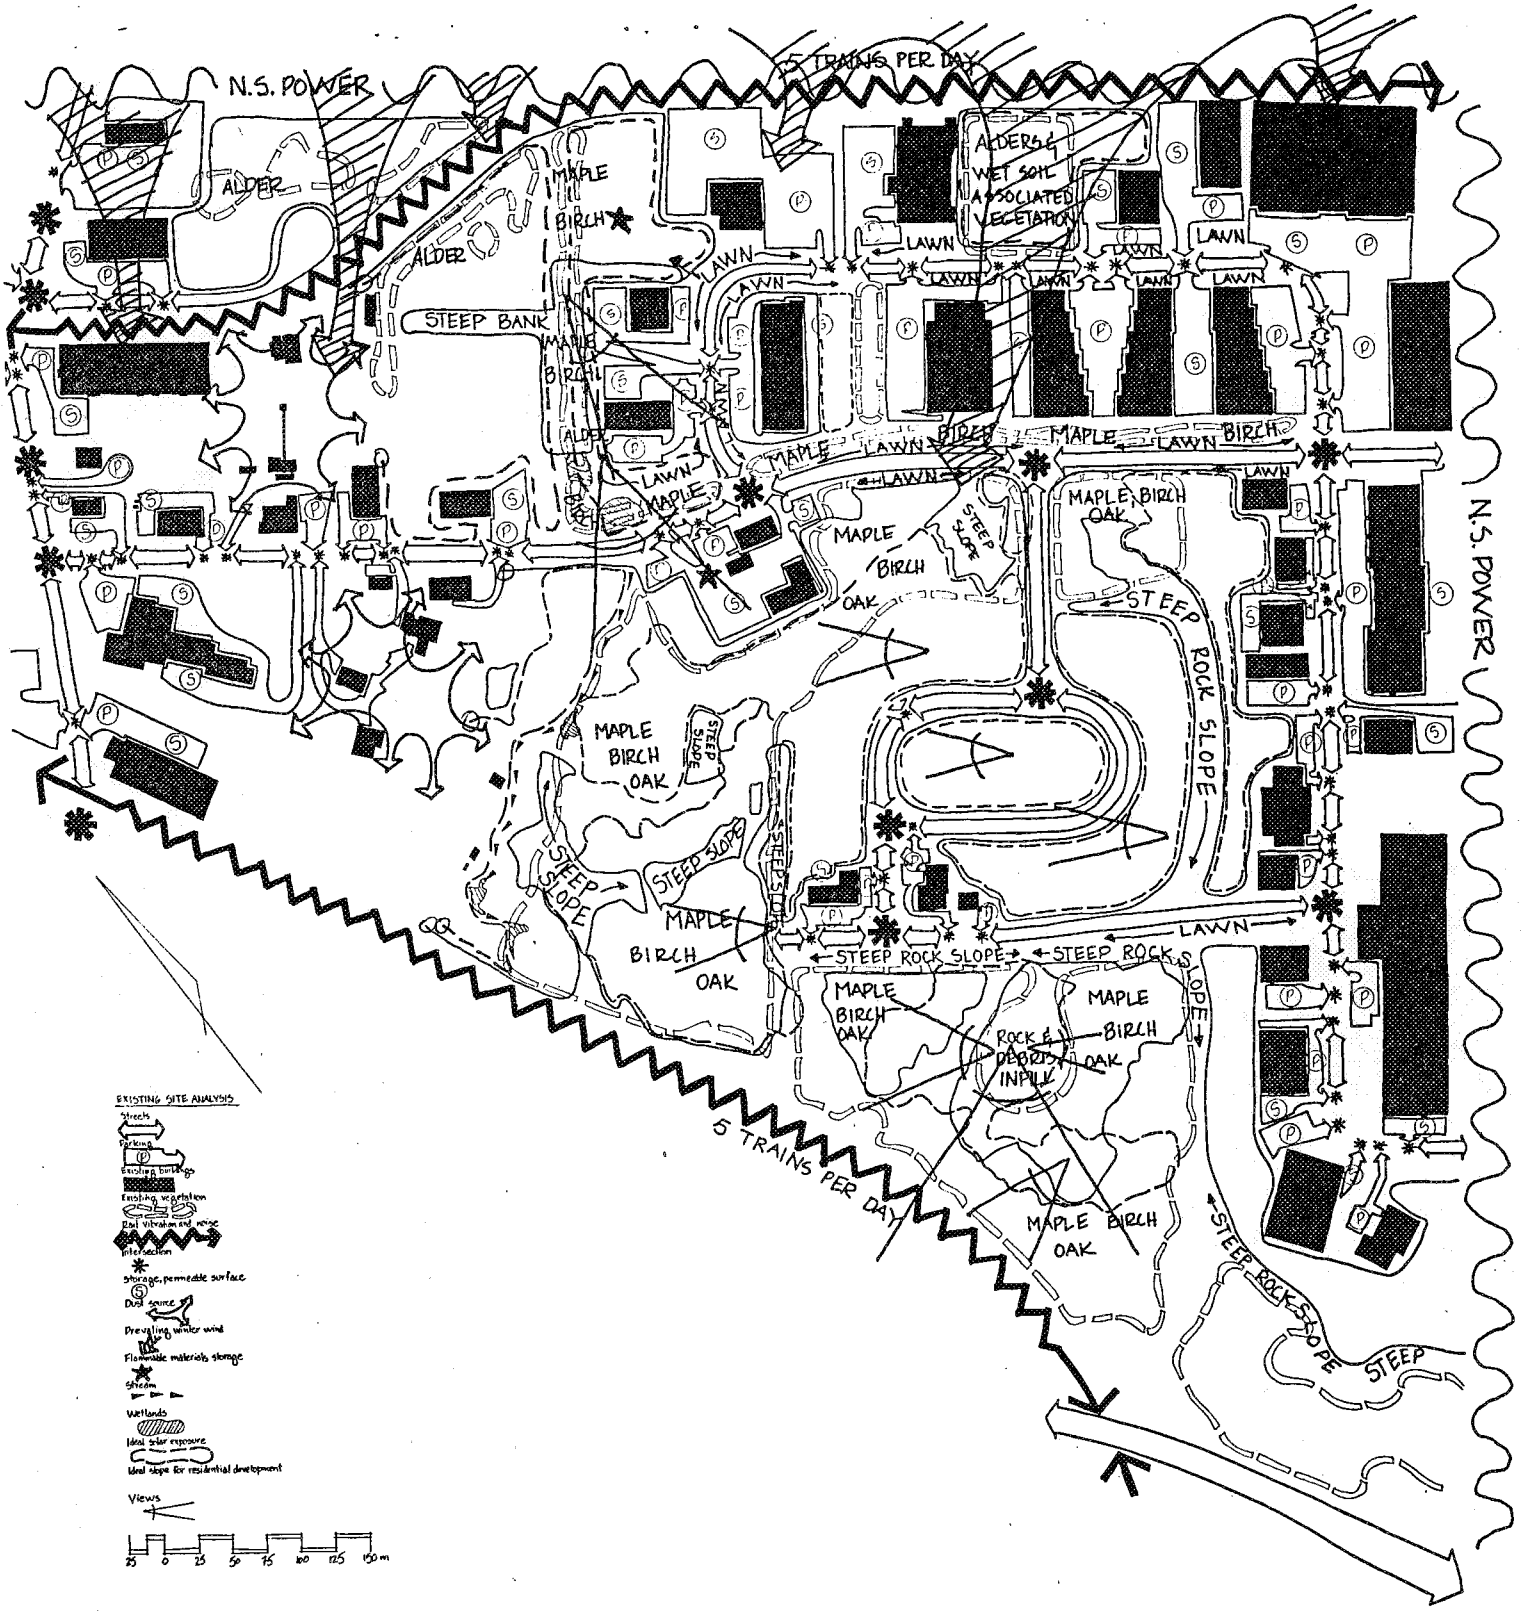 5 TRAINS PER DAY
N.S. POWER
ALDER
MAPLE
BIRCH
ALDERS &
WET SOIL
ASSOCIATED
VEGETATION
S
P
ALDER
LAWN
LAWN
LAWN
LAWN
LAWN
LAWN
LAWN
LAWN
LAWN
LAWN
STEEP BANK
MAPLE
BIRCH
LAWN
ALDER
MAPLE
LAWN
BIRCH
MAPLE
LAWN
BIRCH
LAWN
MAPLE
LAWN
LAWN
BIRCH
MAPLE BIRCH
OAK
STEEP
SLOPE
MAPLE
BIRCH
OAK
N.S. POWER
STEEP
ROCK
SLOPE
MAPLE
BIRCH
OAK
STEEP
SLOPE
STEEP SLOPE
STEEP
SLOPE
STEEP SLOPE
MAPLE
BIRCH
OAK
LAWN
STEEP ROCK SLOPE
STEEP ROCK
SLOPE
MAPLE
BIRCH
OAK
ROCK &
DEBRIS
INFILL
MAPLE
BIRCH
OAK
5 TRAINS PER DAY
MAPLE BIRCH
OAK
STEEP ROCK SLOPE
STEEP
EXISTING SITE ANALYSIS
Streets
Parking
P
Existing buildings
Existing vegetation
Rail vibration and noise
Intersection
Storage, permeable surface
S
Dust source
Prevailing winter wind
Flammable materials storage
Stream
Wetlands
Ideal solar exposure
Ideal slope for residential development
Views
25 0 25 50 75 100 125 150 m